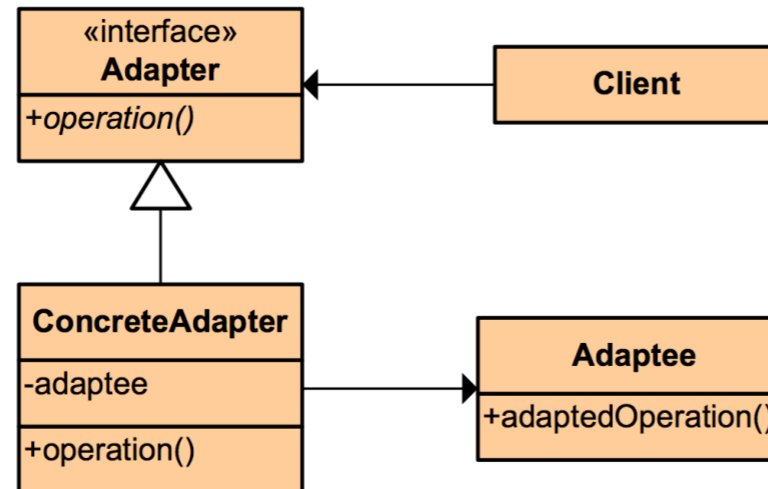 «interface»
Adapter
+operation()
Client
ConcreteAdapter
-adaptee
+operation()
Adaptee
+adaptedOperation()